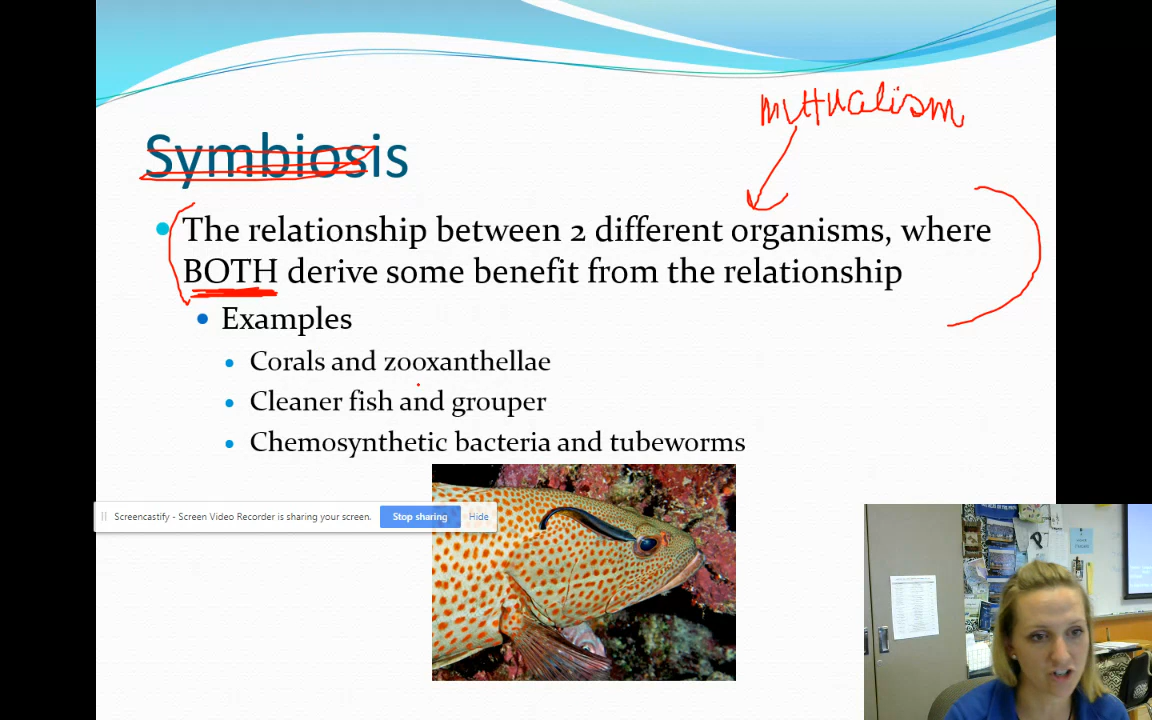 mutualism
Symbiosis
The relationship between 2 different organisms, where
BOTH derive some benefit from the relationship
Examples
Corals and zooxanthellae
Cleaner fish and grouper
Chemosynthetic bacteria and tubeworms
Screencastify - Screen Video Recorder is sharing your screen. Stop sharing Hide
P